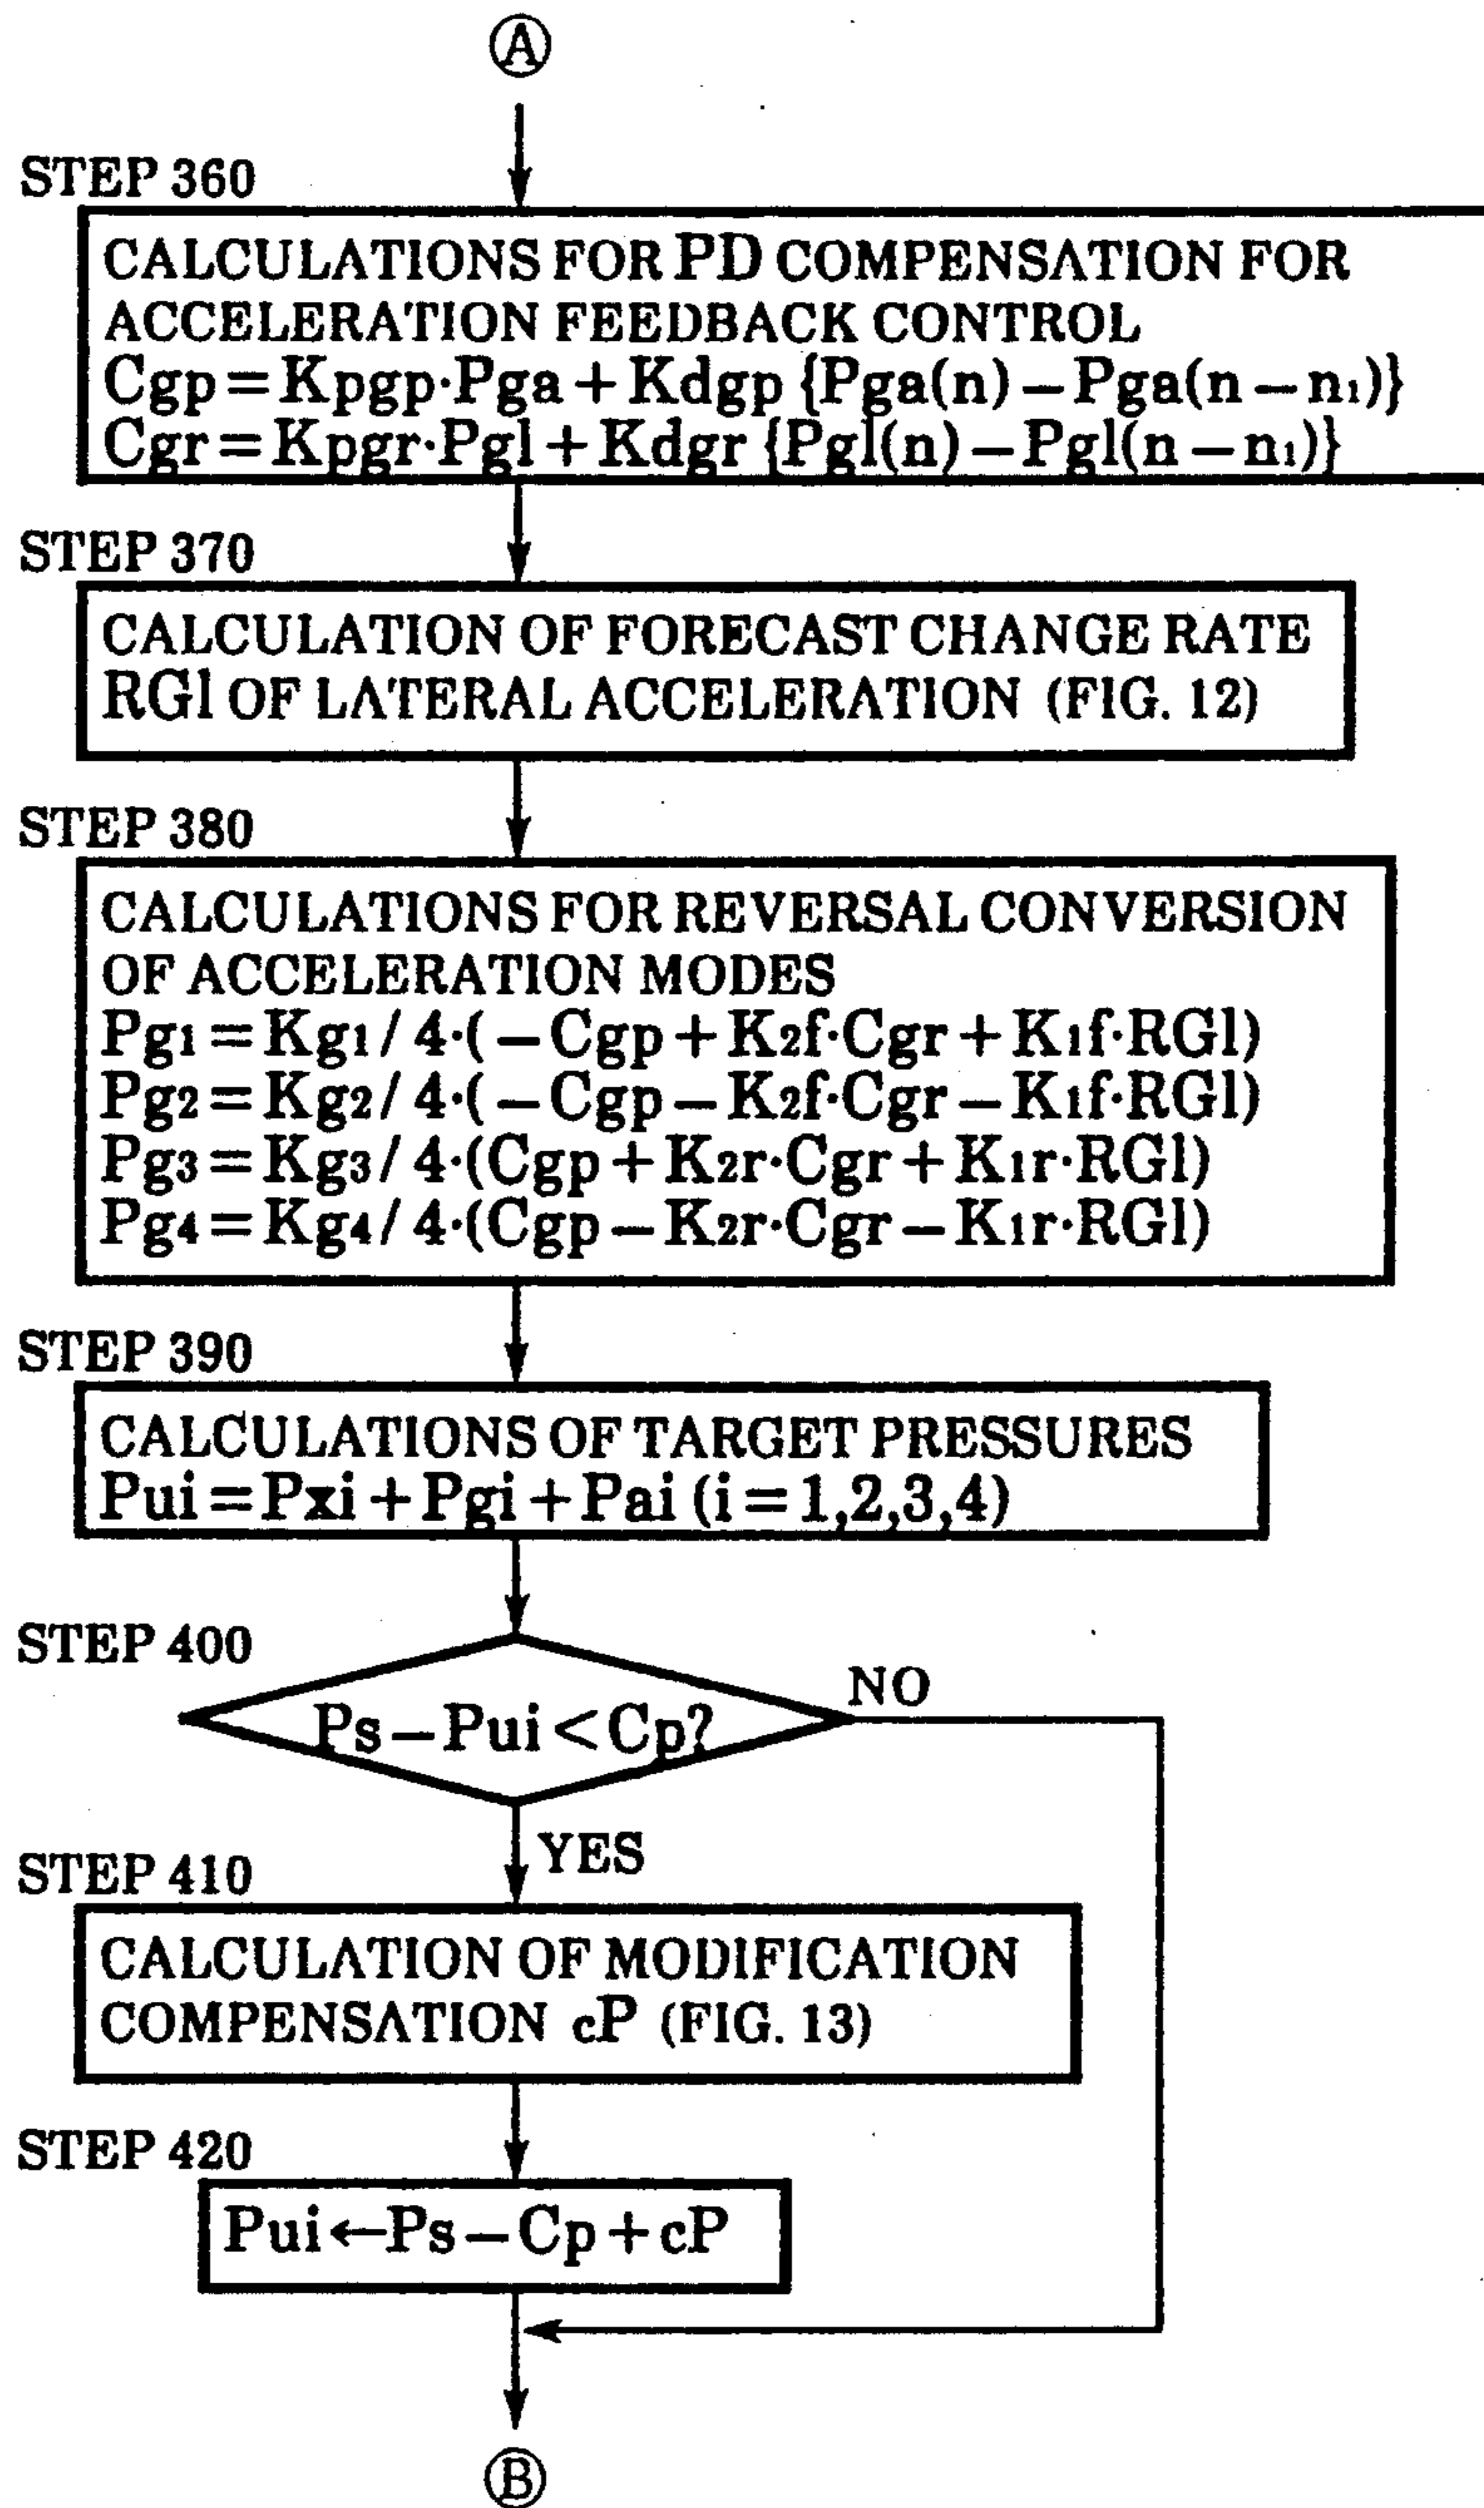 A
STEP 360
CALCULATIONS FOR PD COMPENSATION FOR
ACCELERATION FEEDBACK CONTROL
Cgp=Kpgp·Pga+Kdgp{Pga(n)−Pga(n−n₁)}
Cgr=Kpgr·Pgl+Kdgr{Pgl(n)−Pgl(n−n₁)}
STEP 370
CALCULATION OF FORECAST CHANGE RATE
RGl OF LATERAL ACCELERATION (FIG. 12)
STEP 380
CALCULATIONS FOR REVERSAL CONVERSION
OF ACCELERATION MODES
Pg₁=Kg₁/4·(−Cgp+K₂f·Cgr+K₁f·RGl)
Pg₂=Kg₂/4·(−Cgp−K₂f·Cgr−K₁f·RGl)
Pg₃=Kg₃/4·(Cgp+K₂r·Cgr+K₁r·RGl)
Pg₄=Kg₄/4·(Cgp−K₂r·Cgr−K₁r·RGl)
STEP 390
CALCULATIONS OF TARGET PRESSURES
Pui=Pxi+Pgi+Pai (i=1,2,3,4)
STEP 400
Ps−Pui<Cp?
NO
YES
STEP 410
CALCULATION OF MODIFICATION
COMPENSATION cP (FIG. 13)
STEP 420
Pui←Ps−Cp+cP
B